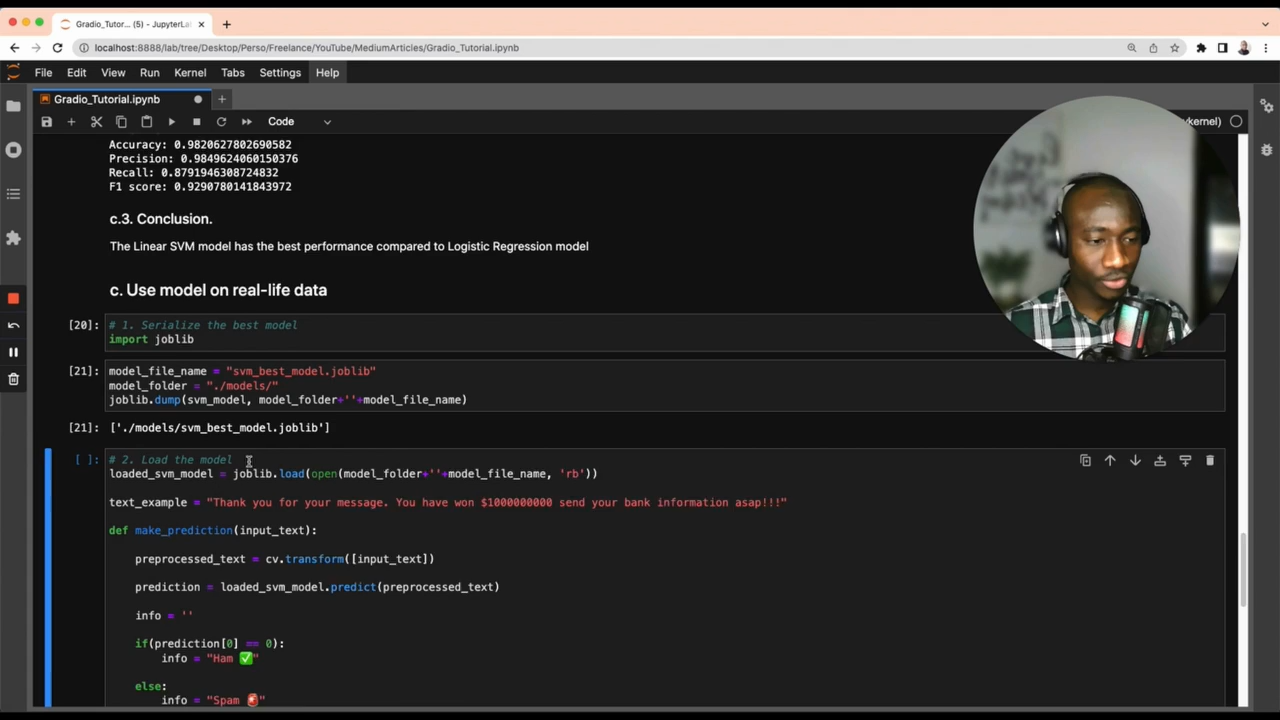 Gradio_Tutor... (5) - JupyterLa
localhost:8888/lab/tree/Desktop/Perso/Freelance/YouTube/MediumArticles/Gradio_Tutorial.ipynb
File Edit View Run Kernel Tabs Settings Help
Gradio_Tutorial.ipynb
Code
ykernel)
Accuracy: 0.9820627802690582
Precision: 0.9849624060150376
Recall: 0.8791946308724832
F1 score: 0.9290780141843972
c.3. Conclusion.
The Linear SVM model has the best performance compared to Logistic Regression model
c. Use model on real-life data
[20]: # 1. Serialize the best model
import joblib
[21]: model_file_name = "svm_best_model.joblib"
model_folder = "./models/"
joblib.dump(svm_model, model_folder+''+model_file_name)
[21]: ['./models/svm_best_model.joblib']
[ ]: # 2. Load the model
loaded_svm_model = joblib.load(open(model_folder+''+model_file_name, 'rb'))
text_example = "Thank you for your message. You have won $1000000000 send your bank information asap!!!"
def make_prediction(input_text):
preprocessed_text = cv.transform([input_text])
prediction = loaded_svm_model.predict(preprocessed_text)
info = ''
if(prediction[0] == 0):
info = "Ham ✅"
else:
info = "Spam 🚨"